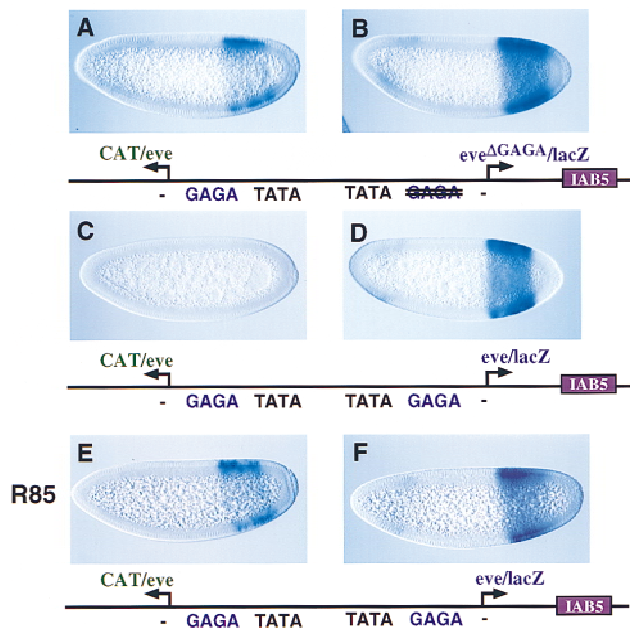 A
B
CAT/eve
eveΔGAGA/lacZ
IAB5
- GAGA TATA TATA GAGA -
C
D
CAT/eve
eve/lacZ
IAB5
- GAGA TATA TATA GAGA -
R85
E
F
CAT/eve
eve/lacZ
IAB5
- GAGA TATA TATA GAGA -